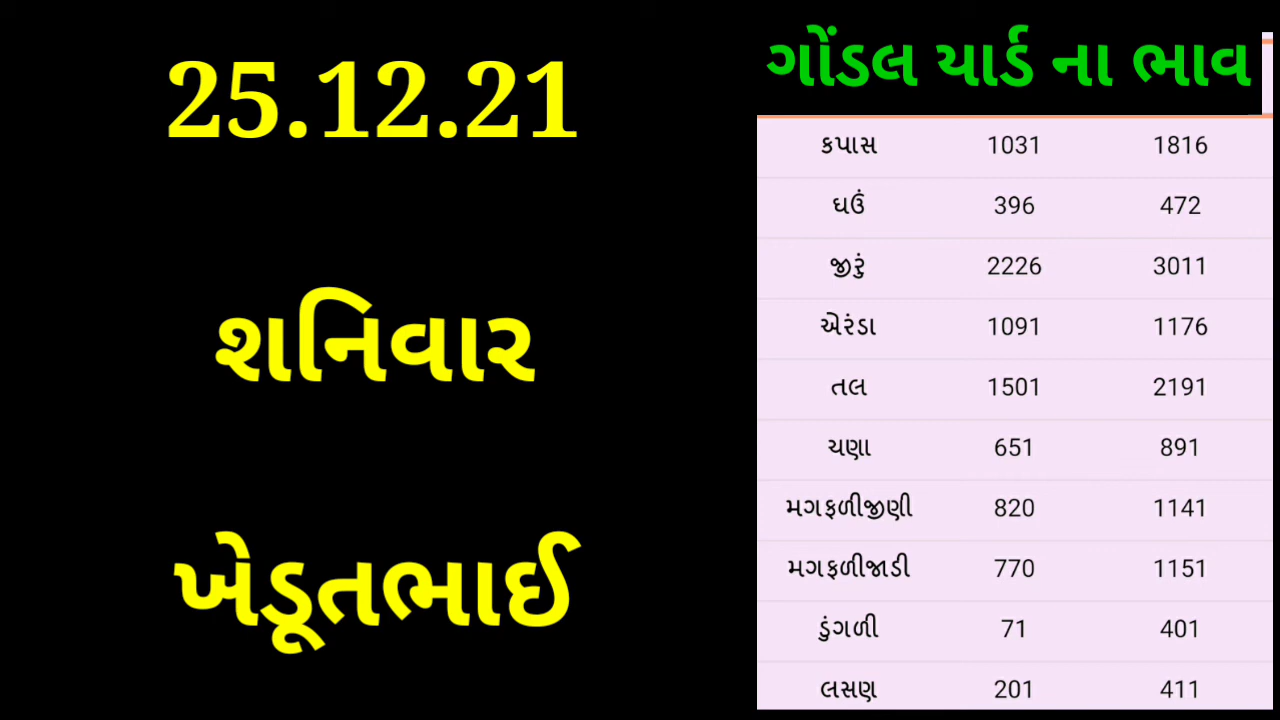 25.12.21
શનિવાર
ખેડૂતભાઈ
ગોંડલ યાર્ડ ના ભાવ
કપાસ 1031 1816
ઘઉં 396 472
જીરું 2226 3011
એરંડા 1091 1176
તલ 1501 2191
ચણા 651 891
મગફળીજીણી 820 1141
મગફળીજાડી 770 1151
ડુંગળી 71 401
લસણ 201 411